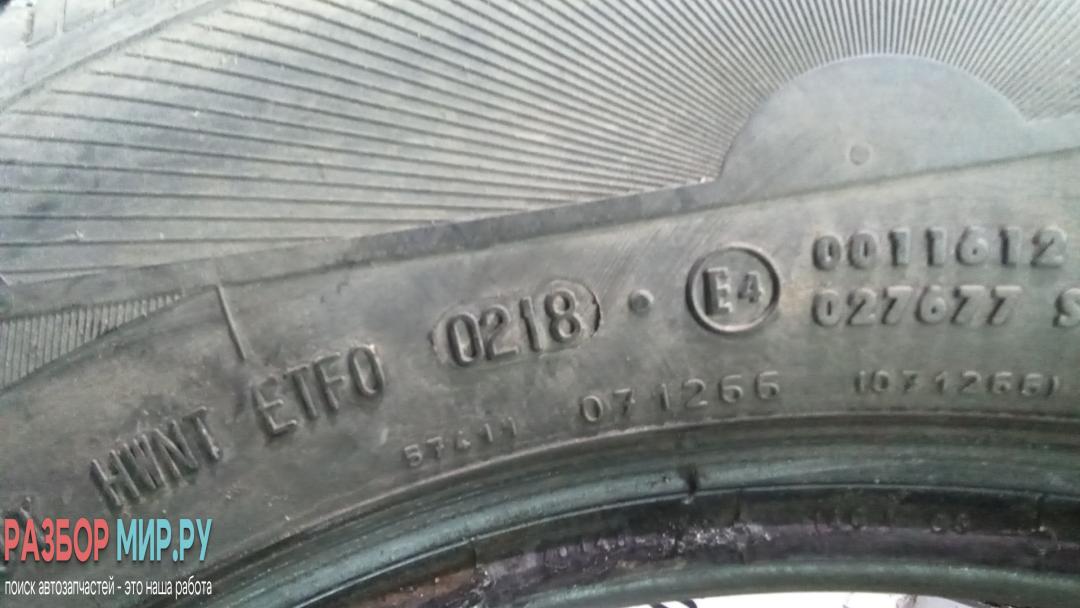 HWNT ETFO 0218 E4 0011612
027677 S
57411 071266 (071266)
РАЗБОР МИР.РУ
поиск автозапчастей - это наша работа